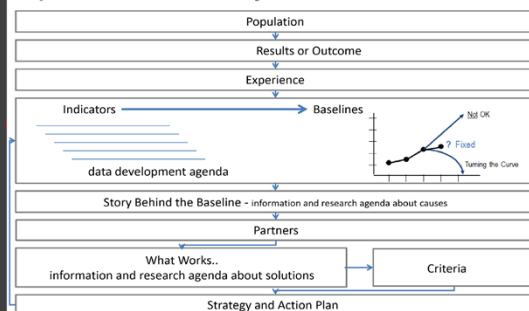 Population
Results or Outcome
Experience
Indicators
Baselines
Not OK
? Fixed
Turning the Curve
data development agenda
Story Behind the Baseline - information and research agenda about causes
Partners
What Works..
information and research agenda about solutions
Criteria
Strategy and Action Plan